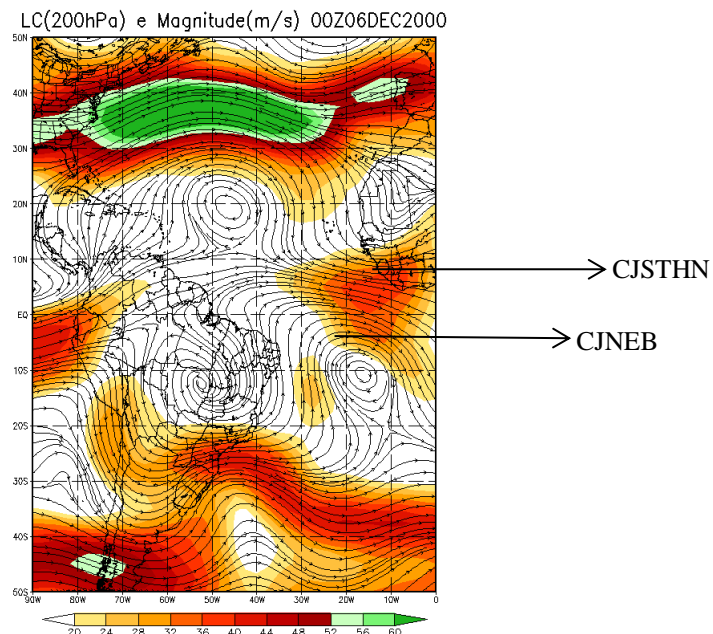 LC(200hPa) e Magnitude(m/s) 00Z06DEC2000
50N
40N
30N
20N
10N
EQ
10S
20S
30S
40S
50S
90W 80W 70W 60W 50W 40W 30W 20W 10W 0
CJSTHN
CJNEB
20 24 28 32 36 40 44 48 52 56 60